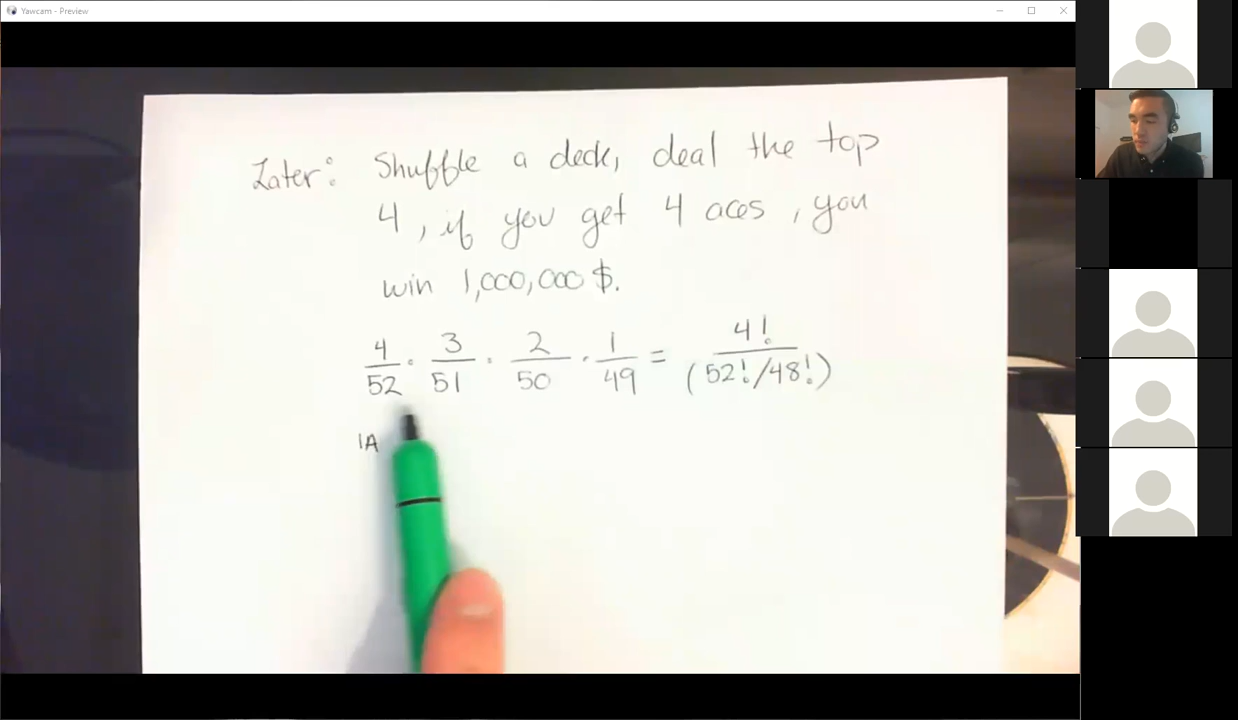 Yawcam - Preview
Later: Shuffle a deck, deal the top
4, if you get 4 aces, you
win 1,000,000 $.
4/52 · 3/51 · 2/50 · 1/49 = 4!/(52!/48!)
1A